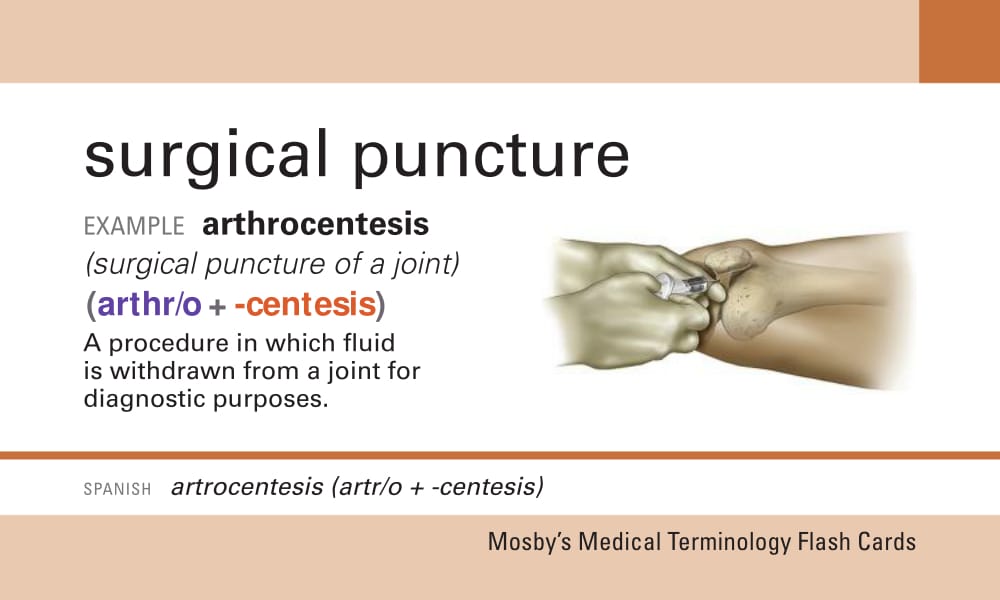 surgical puncture
EXAMPLE arthrocentesis
(surgical puncture of a joint)
(arthr/o + -centesis)
A procedure in which fluid
is withdrawn from a joint for
diagnostic purposes.
SPANISH artrocentesis (artr/o + -centesis)
Mosby's Medical Terminology Flash Cards